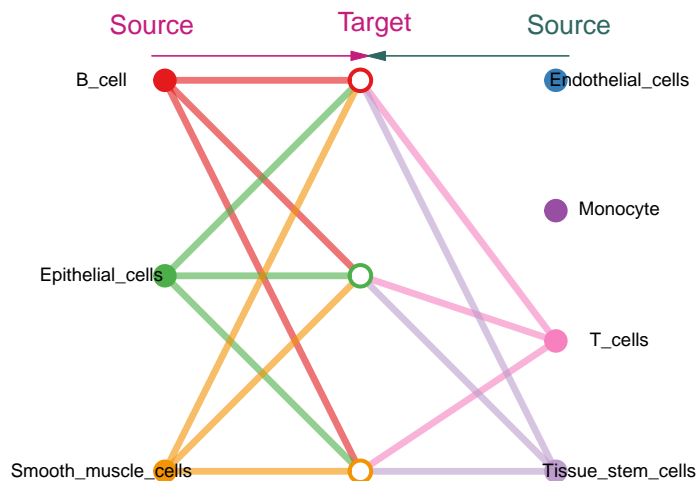 Source
Target
Source
B_cell
Endothelial_cells
Monocyte
Epithelial_cells
T_cells
Smooth_muscle_cells
Tissue_stem_cells